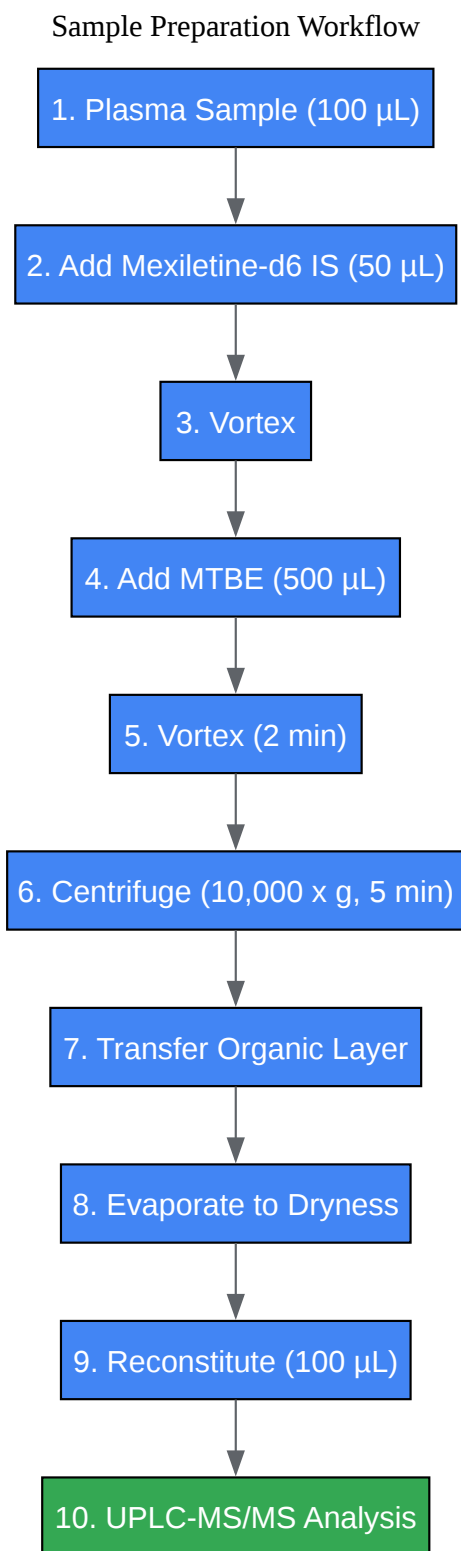 Sample Preparation Workflow
1. Plasma Sample (100 µL)
2. Add Mexiletine-d6 IS (50 µL)
3. Vortex
4. Add MTBE (500 µL)
5. Vortex (2 min)
6. Centrifuge (10,000 x g, 5 min)
7. Transfer Organic Layer
8. Evaporate to Dryness
9. Reconstitute (100 µL)
10. UPLC-MS/MS Analysis